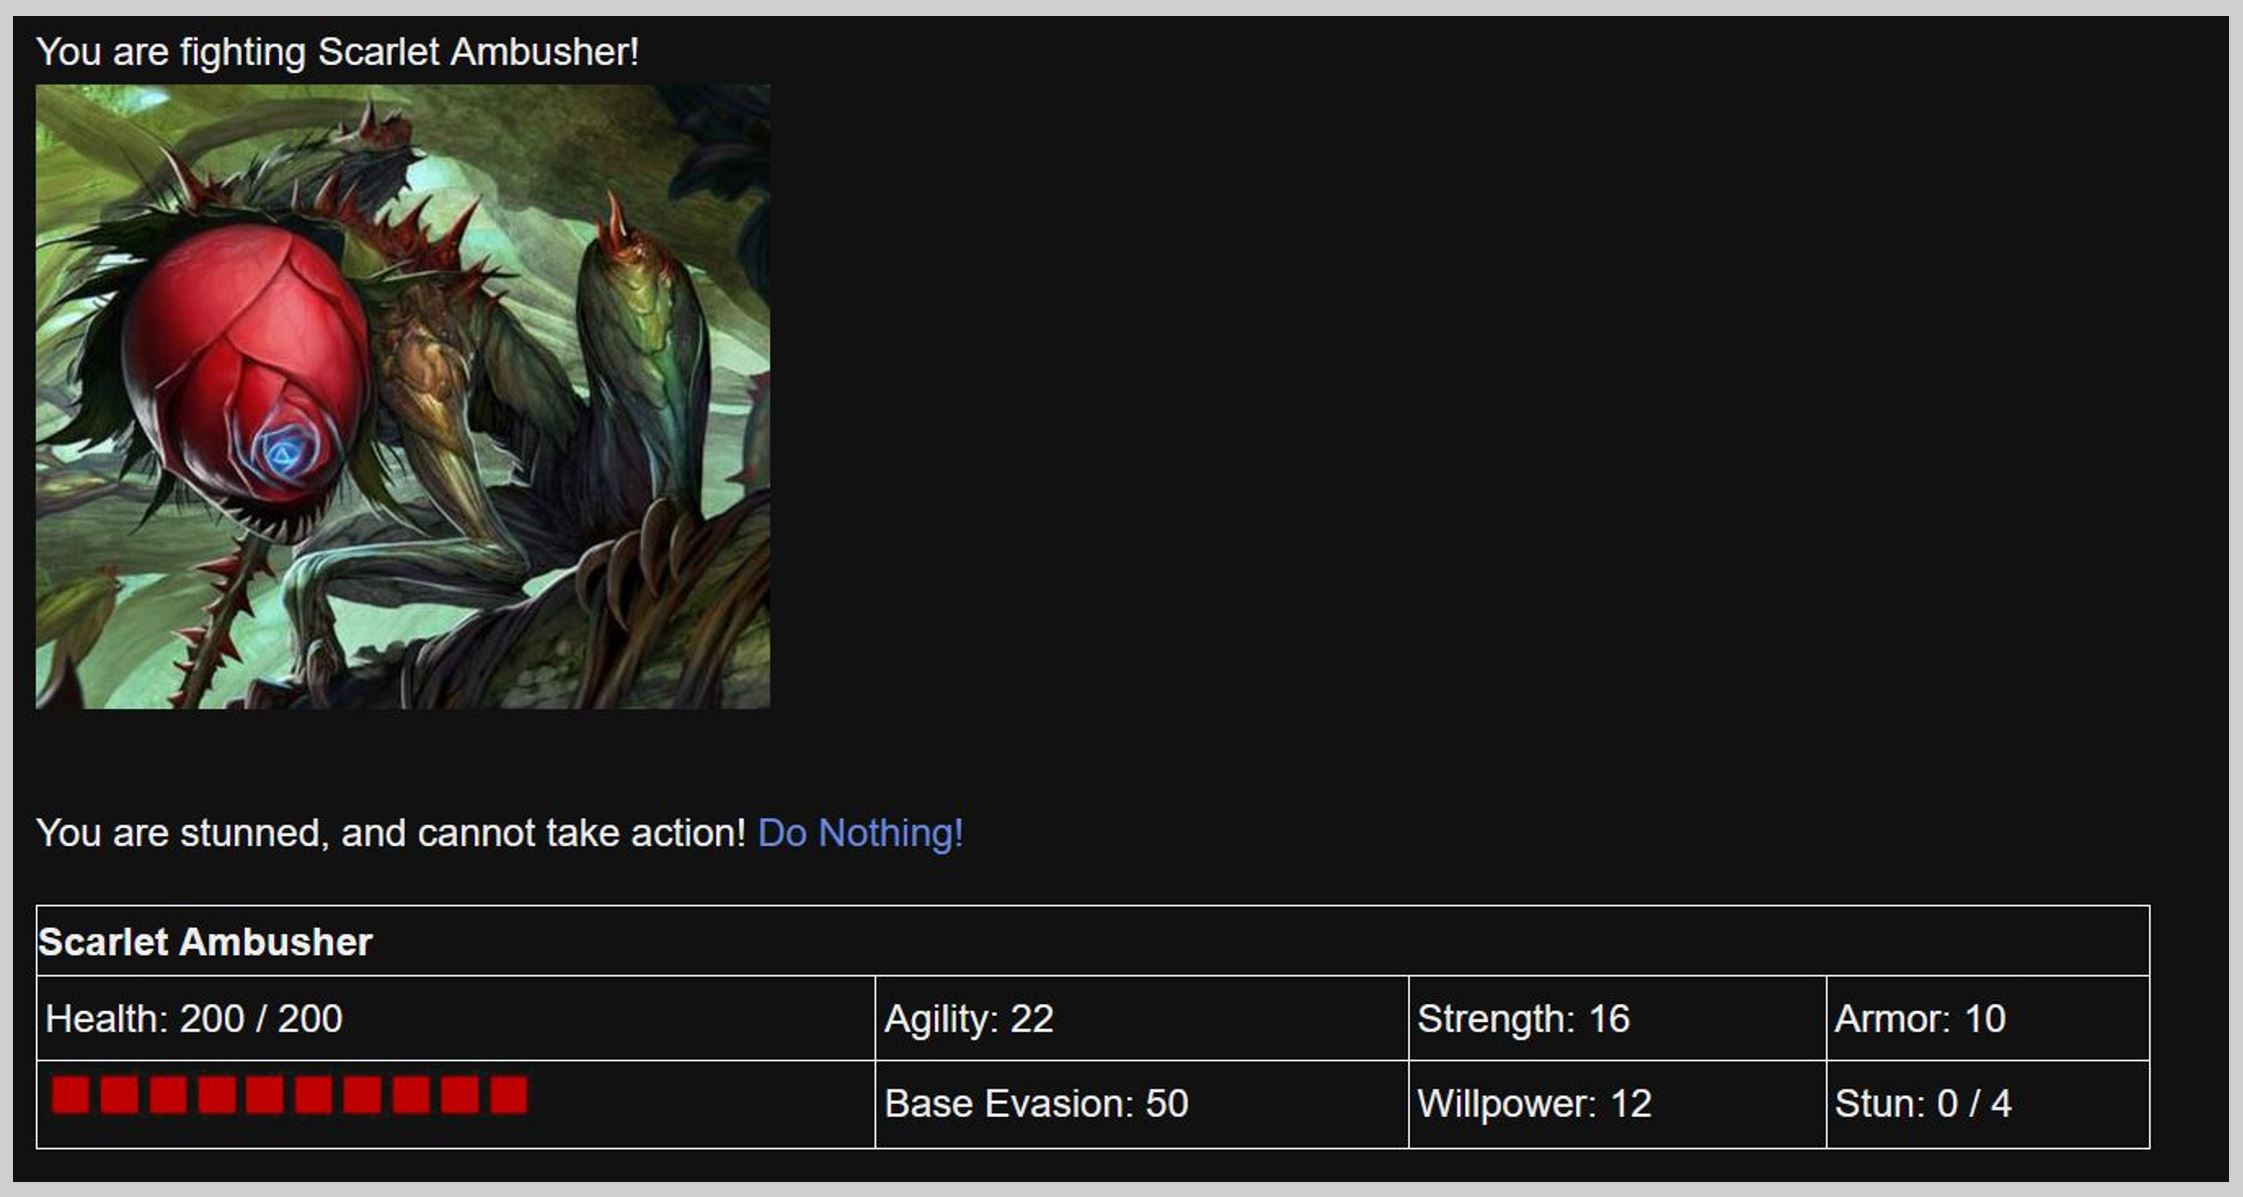 You are fighting Scarlet Ambusher!
You are stunned, and cannot take action! Do Nothing!
Scarlet Ambusher
Health: 200 / 200 Agility: 22 Strength: 16 Armor: 10
Base Evasion: 50 Willpower: 12 Stun: 0 / 4